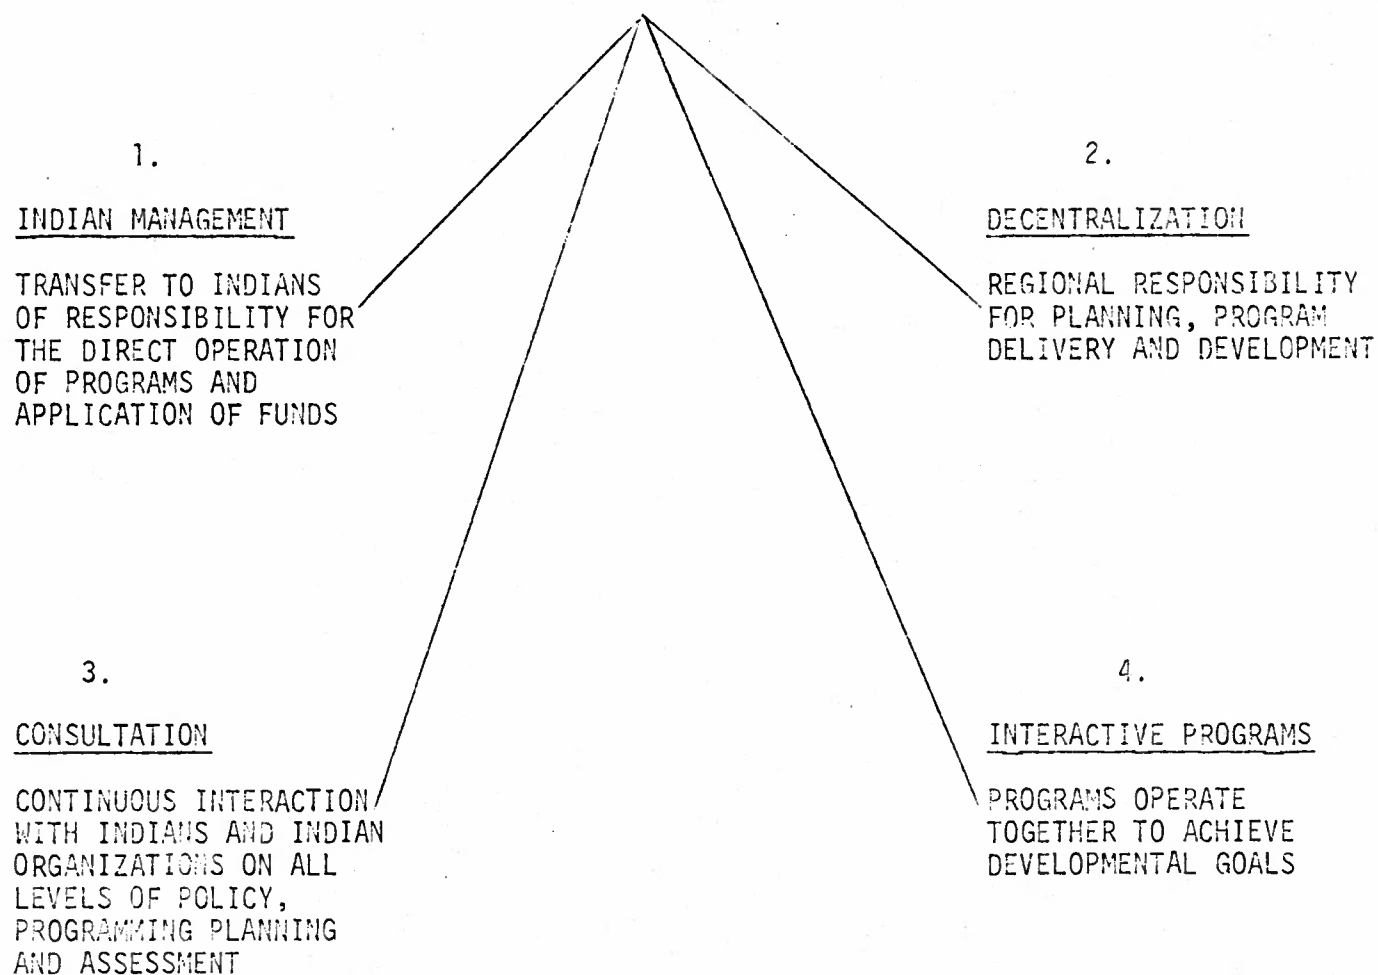 1.
INDIAN MANAGEMENT
TRANSFER TO INDIANS
OF RESPONSIBILITY FOR
THE DIRECT OPERATION
OF PROGRAMS AND
APPLICATION OF FUNDS
2.
DECENTRALIZATION
REGIONAL RESPONSIBILITY
FOR PLANNING, PROGRAM
DELIVERY AND DEVELOPMENT
3.
CONSULTATION
CONTINUOUS INTERACTION
WITH INDIANS AND INDIAN
ORGANIZATIONS ON ALL
LEVELS OF POLICY,
PROGRAMMING PLANNING
AND ASSESSMENT
4.
INTERACTIVE PROGRAMS
PROGRAMS OPERATE
TOGETHER TO ACHIEVE
DEVELOPMENTAL GOALS